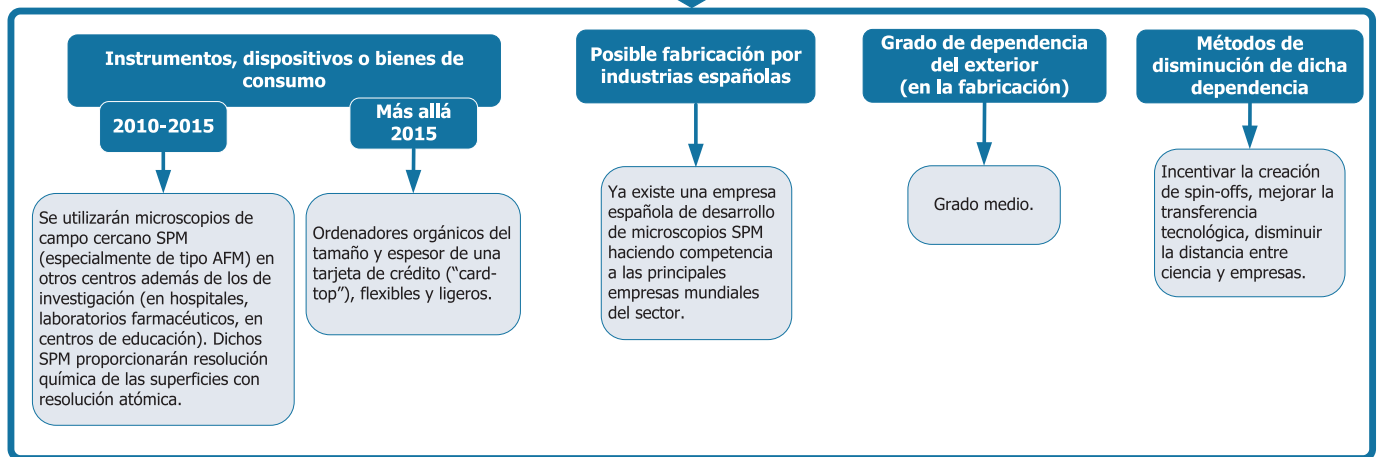 Instrumentos, dispositivos o bienes de
consumo
2010-2015
Se utilizarán microscopios de
campo cercano SPM
(especialmente de tipo AFM) en
otros centros además de los de
investigación (en hospitales,
laboratorios farmacéuticos, en
centros de educación). Dichos
SPM proporcionarán resolución
química de las superficies con
resolución atómica.
Más allá
2015
Ordenadores orgánicos del
tamaño y espesor de una
tarjeta de crédito (“card-
top”), flexibles y ligeros.
Posible fabricación por
industrias españolas
Ya existe una empresa
española de desarrollo
de microscopios SPM
haciendo competencia
a las principales
empresas mundiales
del sector.
Grado de dependencia
del exterior
(en la fabricación)
Grado medio.
Métodos de
disminución de dicha
dependencia
Incentivar la creación
de spin-offs, mejorar la
transferencia
tecnológica, disminuir
la distancia entre
ciencia y empresas.